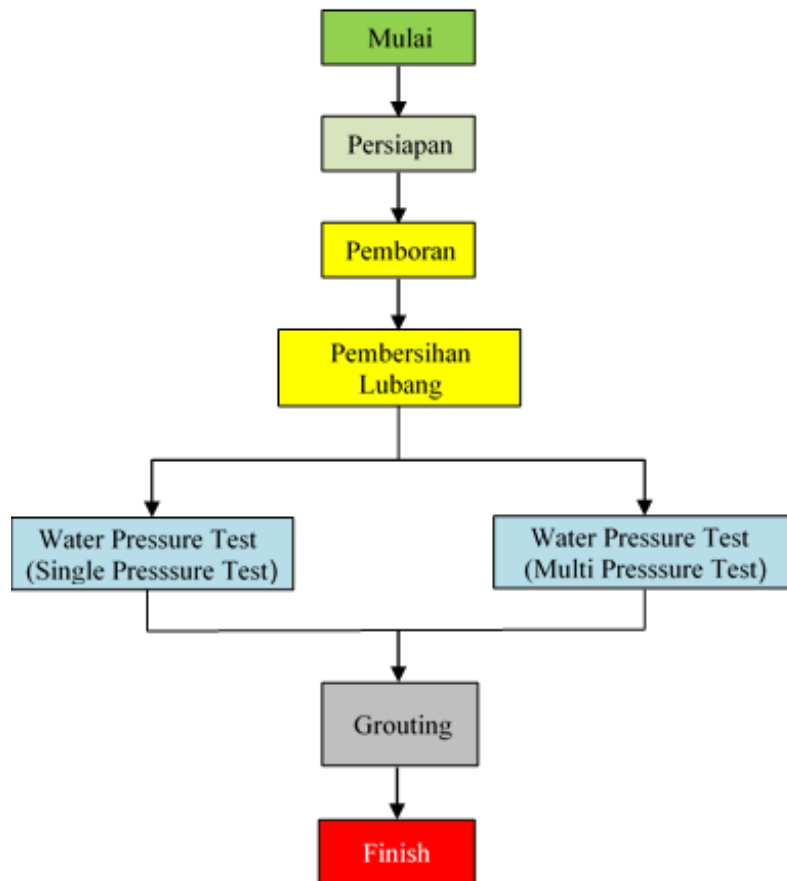 Mulai
Persiapan
Pemboran
Pembersihan
Lubang
Water Pressure Test
(Single Presssure Test)
Water Pressure Test
(Multi Presssure Test)
Grouting
Finish